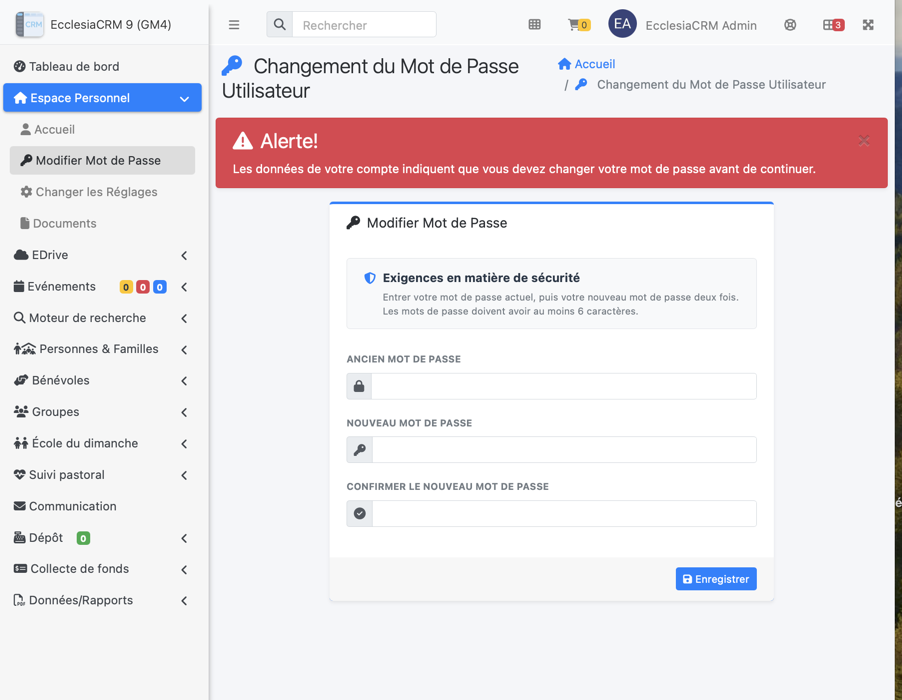 CRM EcclesiaCRM 9 (GM4)
Rechercher
0
EA EcclesiaCRM Admin
3
Tableau de bord
Espace Personnel
Accueil
Modifier Mot de Passe
Changer les Réglages
Documents
EDrive
Evénements 0 0 0
Moteur de recherche
Personnes & Familles
Bénévoles
Groupes
École du dimanche
Suivi pastoral
Communication
Dépôt 0
Collecte de fonds
Données/Rapports
Changement du Mot de Passe
Utilisateur
Accueil
/ Changement du Mot de Passe Utilisateur
Alerte!
Les données de votre compte indiquent que vous devez changer votre mot de passe avant de continuer.
Modifier Mot de Passe
Exigences en matière de sécurité
Entrer votre mot de passe actuel, puis votre nouveau mot de passe deux fois.
Les mots de passe doivent avoir au moins 6 caractères.
ANCIEN MOT DE PASSE
NOUVEAU MOT DE PASSE
CONFIRMER LE NOUVEAU MOT DE PASSE
Enregistrer
é